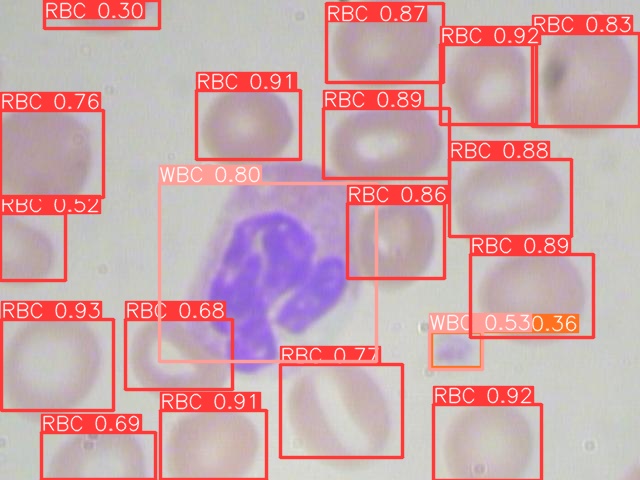 RBC 0.30
RBC 0.87
RBC 0.92
RBC 0.83
RBC 0.76
RBC 0.91
RBC 0.89
RBC 0.88
WBC 0.80
RBC 0.86
RBC 0.52
RBC 0.89
RBC 0.93
RBC 0.68
WBC 0.53
0.36
RBC 0.77
RBC 0.69
RBC 0.91
RBC 0.92